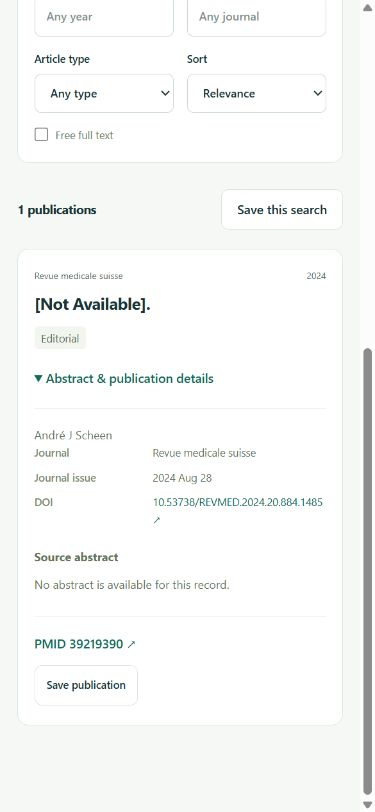 Any year
Any journal
Article type
Sort
Any type
Relevance
Free full text
1 publications
Save this search
Revue medicale suisse
2024
[Not Available].
Editorial
▼ Abstract & publication details
André J Scheen
Journal
Revue medicale suisse
Journal issue
2024 Aug 28
DOI
10.53738/REVMED.2024.20.884.1485
↗
Source abstract
No abstract is available for this record.
PMID 39219390 ↗
Save publication